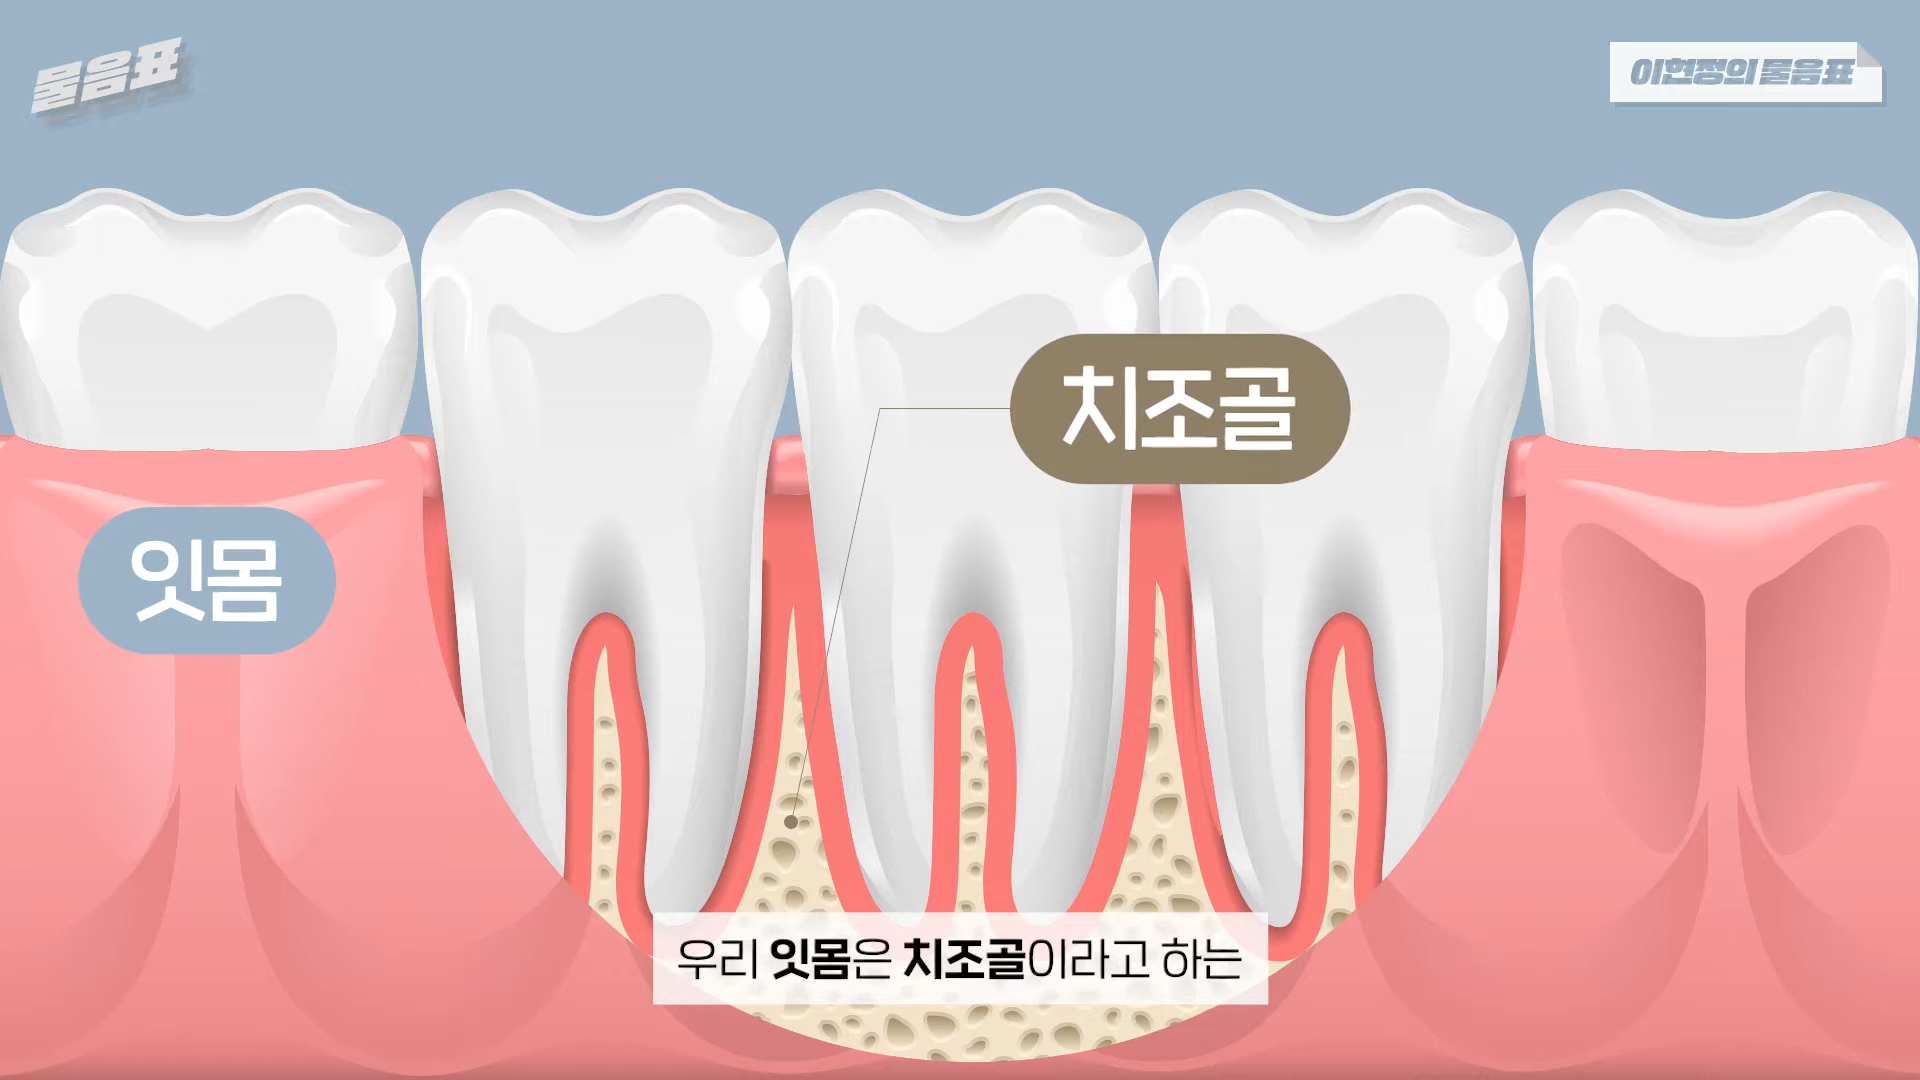 물음표
이현정의 물음표
치조골
잇몸
우리 잇몸은 치조골이라고 하는